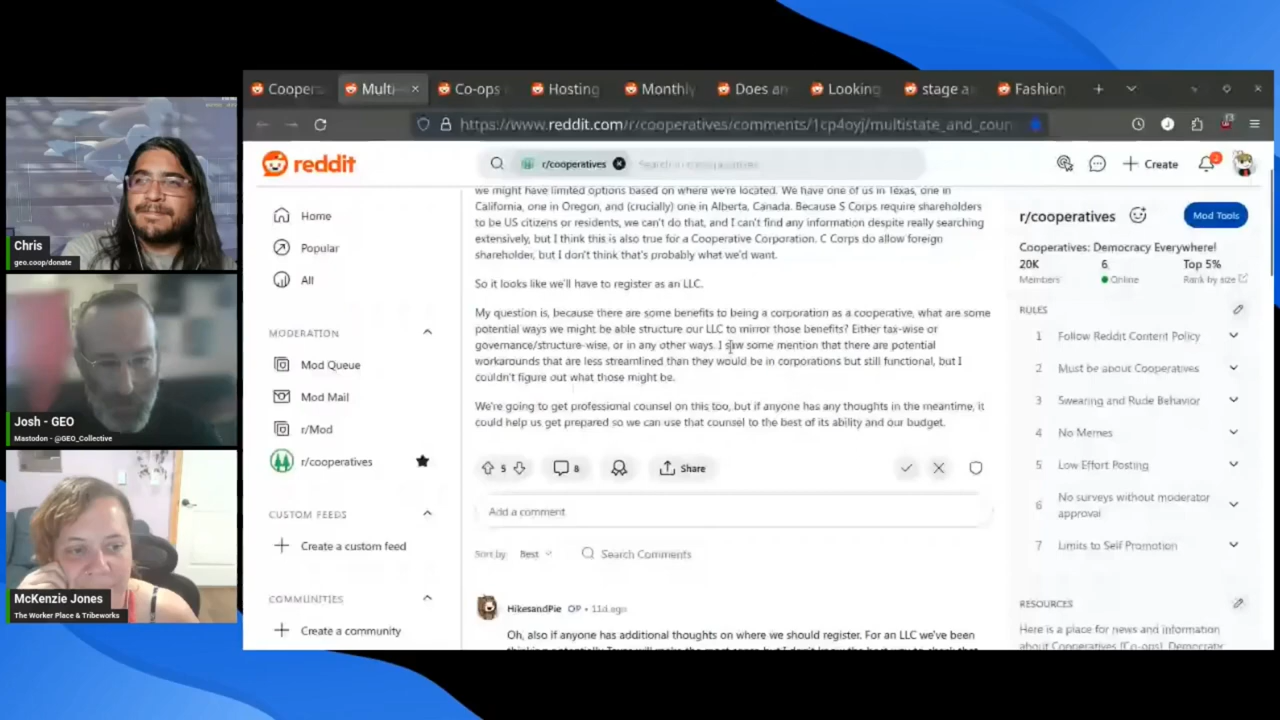 Cooper
Multi-
Co-ops
Hosting
Monthly
Does an
Looking
stage a
Fashion
https://www.reddit.com/r/cooperatives/comments/1cp4oyj/multistate_and_coun
reddit
r/cooperatives
Create
2
Home
Popular
All
MODERATION
Mod Queue
Mod Mail
r/Mod
r/cooperatives
CUSTOM FEEDS
Create a custom feed
COMMUNITIES
Create a community
we might have limited options based on where we're located. We have one of us in Texas, one in
California, one in Oregon, and (crucially) one in Alberta, Canada. Because S Corps require shareholders
to be US citizens or residents, we can't do that, and I can't find any information despite really searching
extensively, but I think this is also true for a Cooperative Corporation. C Corps do allow foreign
shareholder, but I don't think that's probably what we'd want.
So it looks like we'll have to register as an LLC.
My question is, because there are some benefits to being a corporation as a cooperative, what are some
potential ways we might be able structure our LLC to mirror those benefits? Either tax-wise or
governance/structure-wise, or in any other ways. I saw some mention that there are potential
workarounds that are less streamlined than they would be in corporations but still functional, but I
couldn't figure out what those might be.
We're going to get professional counsel on this too, but if anyone has any thoughts in the meantime, it
could help us get prepared so we can use that counsel to the best of its ability and our budget.
5
8
Share
Add a comment
Sort by: Best
Search Comments
HikesandPie OP • 11d ago
Oh, also if anyone has additional thoughts on where we should register. For an LLC we've been
r/cooperatives
Mod Tools
Cooperatives: Democracy Everywhere!
20K 6 Top 5%
Members Online Rank by size
RULES
1 Follow Reddit Content Policy
2 Must be about Cooperatives
3 Swearing and Rude Behavior
4 No Memes
5 Low Effort Posting
6 No surveys without moderator
approval
7 Limits to Self Promotion
RESOURCES
Here is a place for news and information
about Cooperatives (Co-ops), Democratic
Chris
geo.coop/donate
Josh - GEO
Mastodon - @GEO_Collective
McKenzie Jones
The Worker Place & Tribeworks